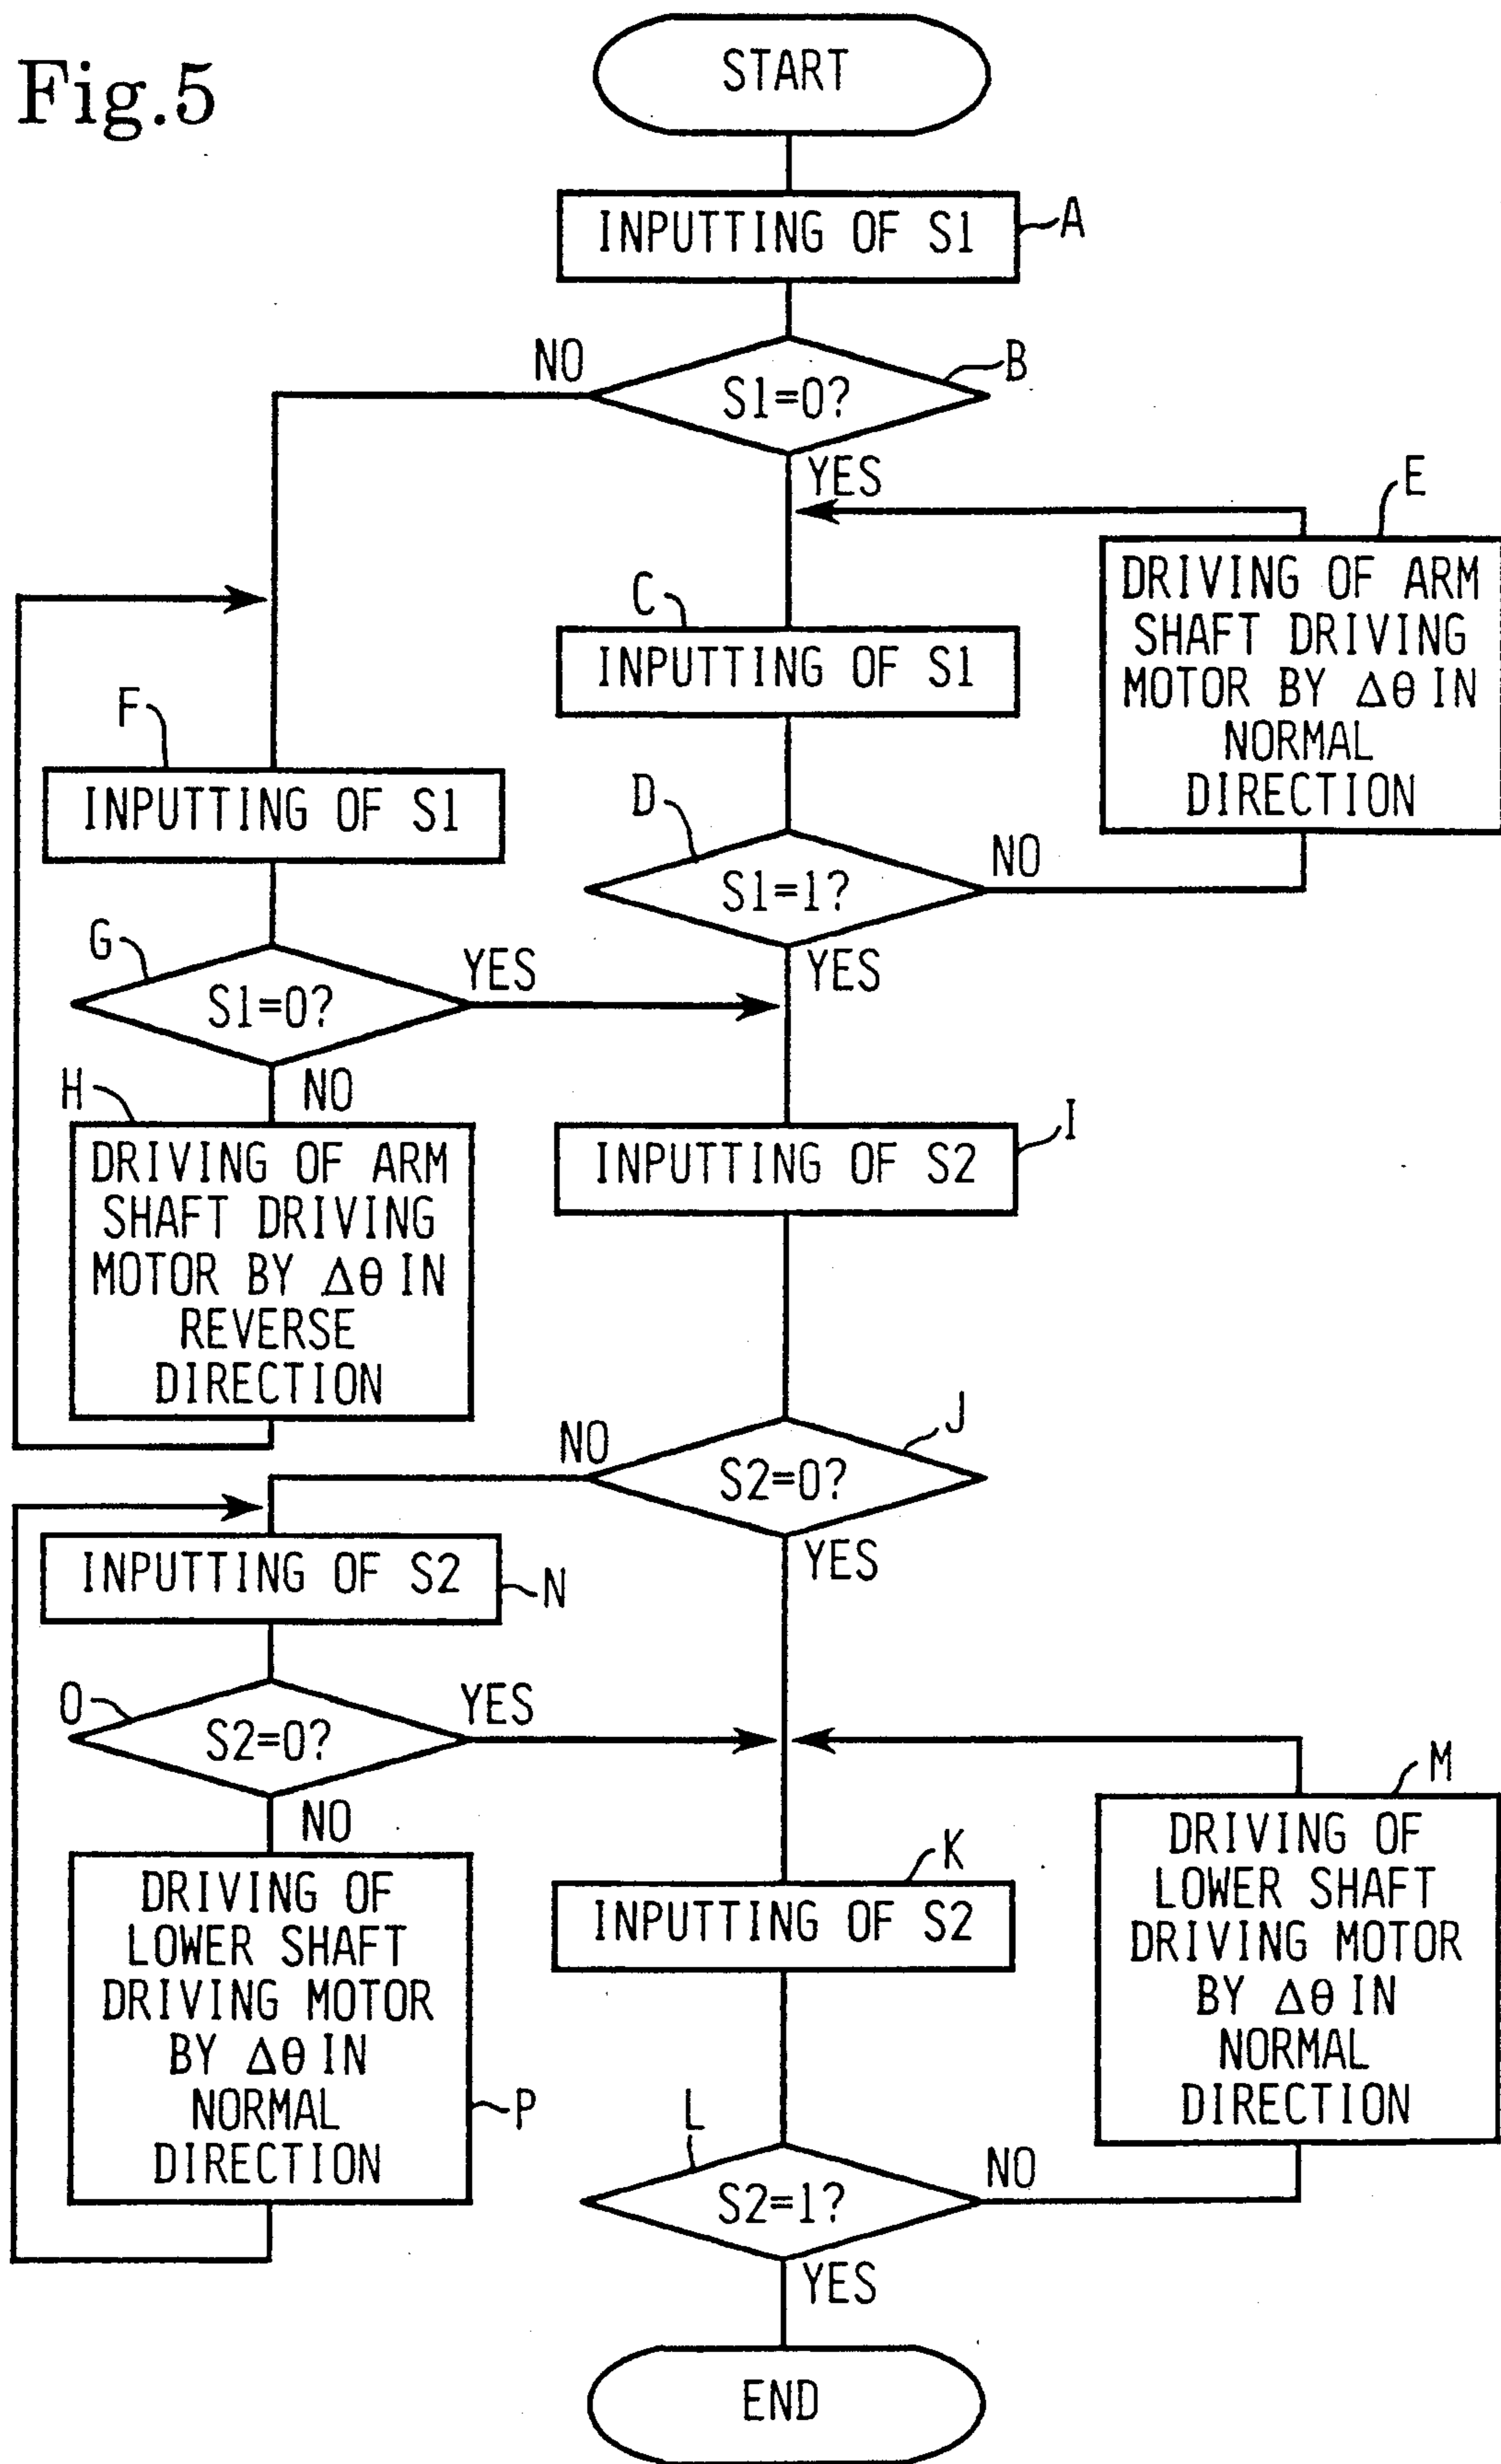 Fig.5
START
INPUTTING OF S1
A
B
NO
S1=0?
YES
E
DRIVING OF ARM
SHAFT DRIVING
MOTOR BY Δθ IN
NORMAL
DIRECTION
C
INPUTTING OF S1
F
INPUTTING OF S1
D
S1=1?
NO
YES
G
S1=0?
YES
NO
H
DRIVING OF ARM
SHAFT DRIVING
MOTOR BY Δθ IN
REVERSE
DIRECTION
I
INPUTTING OF S2
J
NO
S2=0?
YES
INPUTTING OF S2
N
O
S2=0?
YES
NO
DRIVING OF
LOWER SHAFT
DRIVING MOTOR
BY Δθ IN
NORMAL
DIRECTION
P
M
DRIVING OF
LOWER SHAFT
DRIVING MOTOR
BY Δθ IN
NORMAL
DIRECTION
K
INPUTTING OF S2
L
S2=1?
NO
YES
END